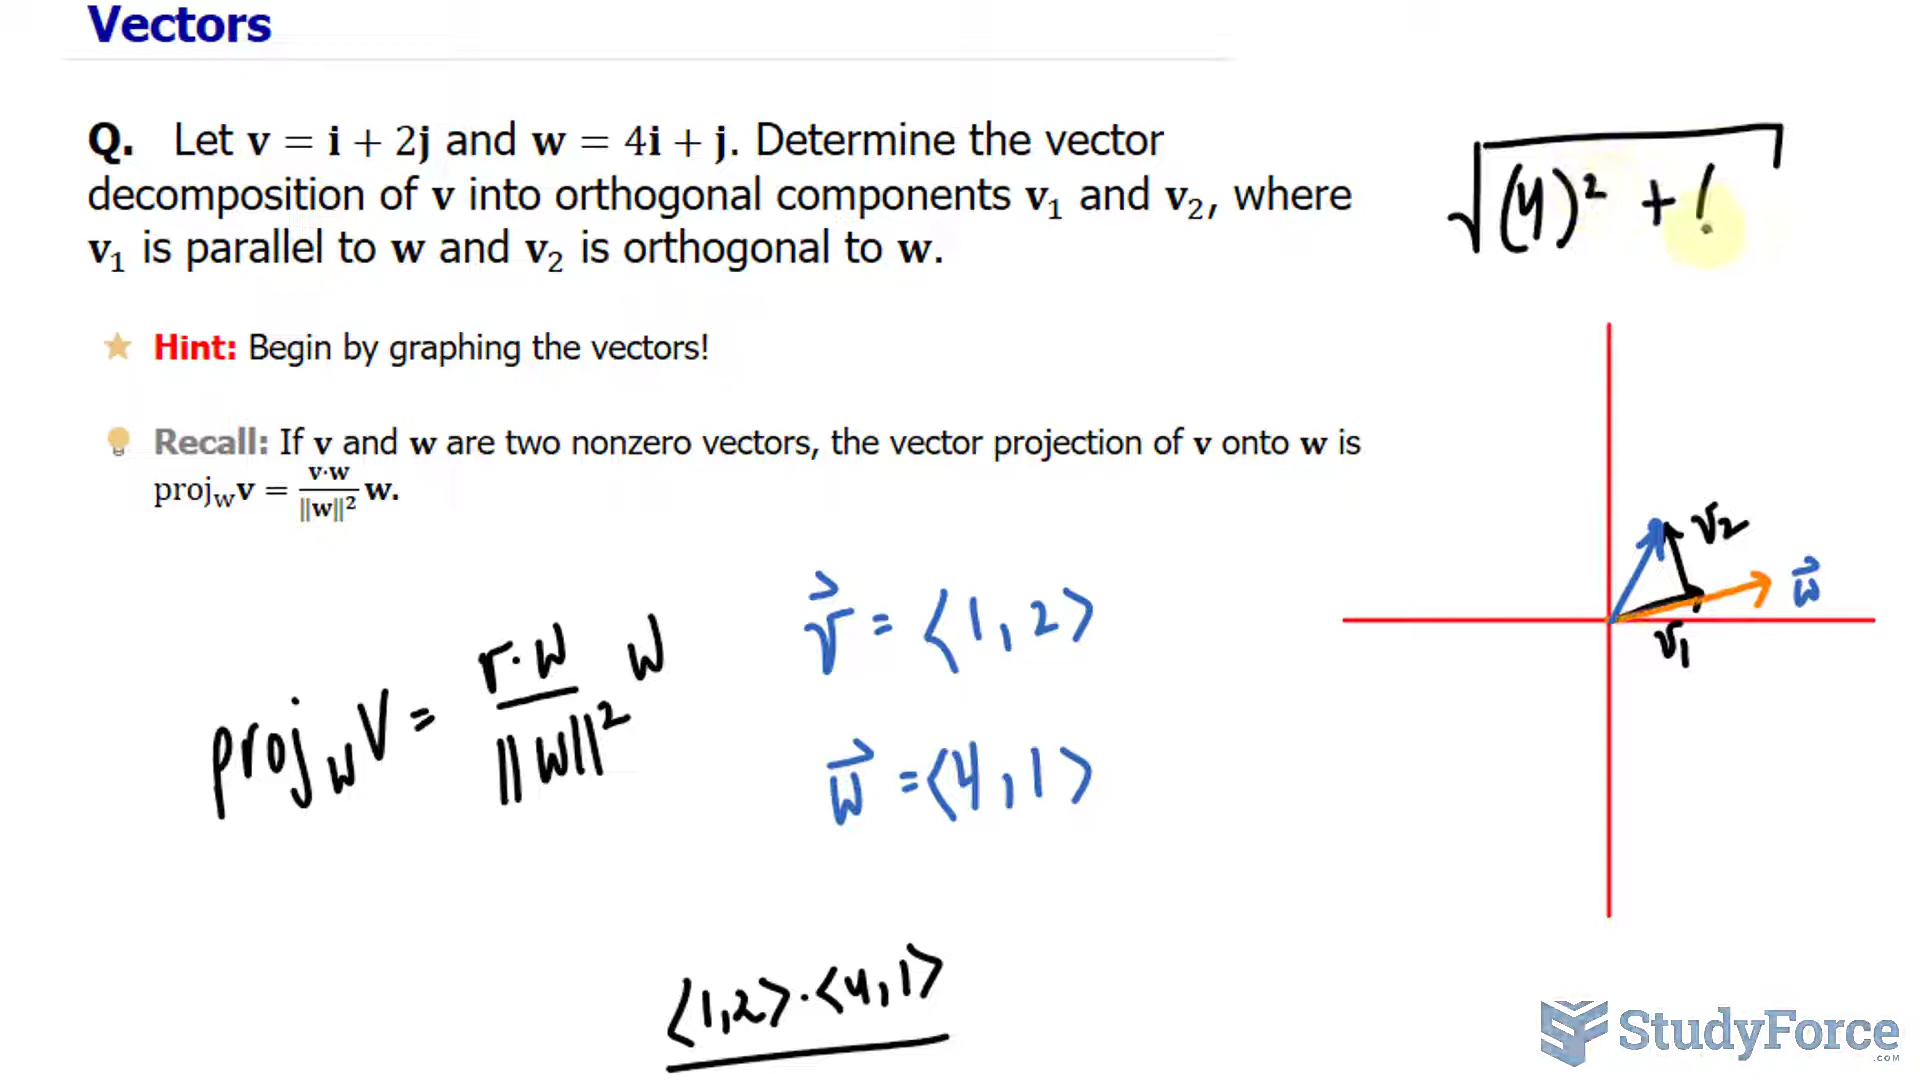 Vectors
Q. Let v = i + 2j and w = 4i + j. Determine the vector
decomposition of v into orthogonal components v₁ and v₂, where
v₁ is parallel to w and v₂ is orthogonal to w.
√(4)² + (
Hint: Begin by graphing the vectors!
Recall: If v and w are two nonzero vectors, the vector projection of v onto w is
proj_w v = v·w / ‖w‖² w.
v2
w⃗
v1
v⃗ = ⟨1, 2⟩
proj_w v = v·w / ‖w‖² w
w⃗ = ⟨4, 1⟩
⟨1,2⟩·⟨4,1⟩
StudyForce
.COM